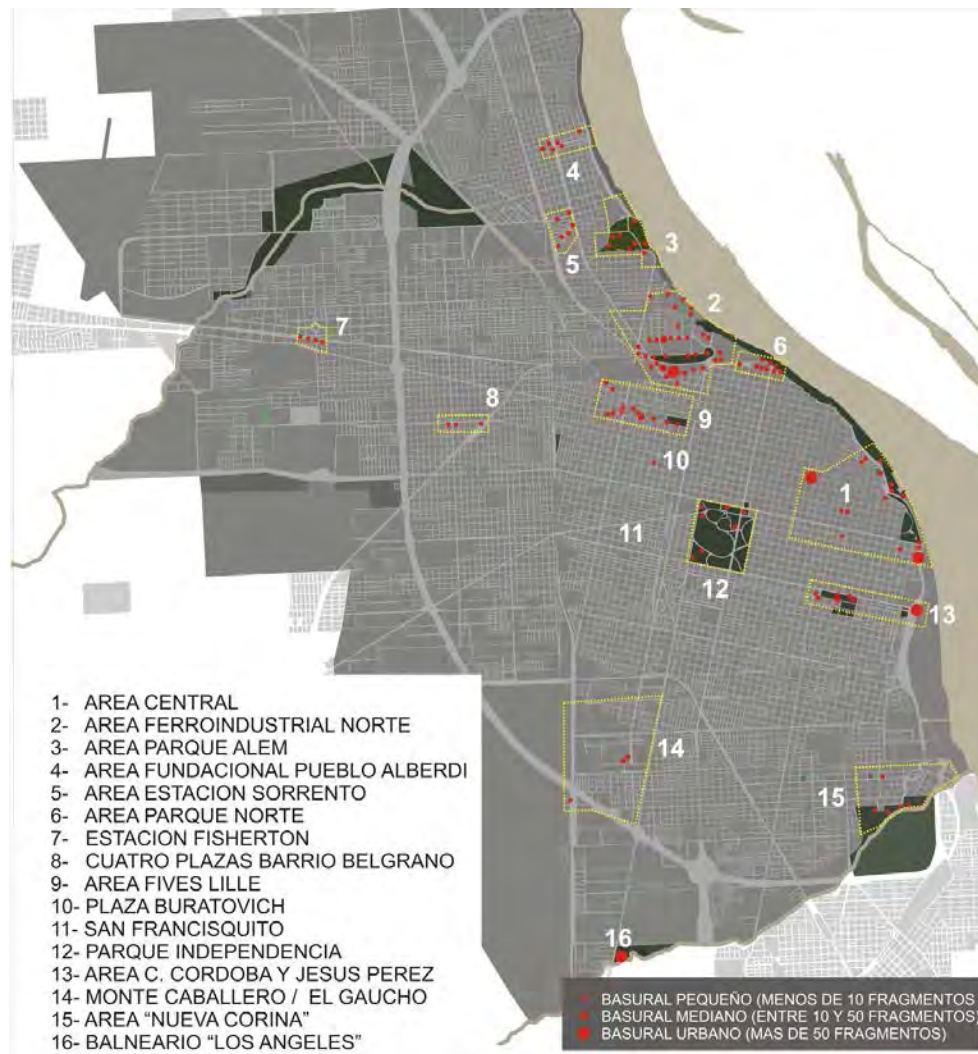 4
3
5
2
7
6
8
9
10
1
11
12
13
14
15
16
1- AREA CENTRAL
2- AREA FERROINDUSTRIAL NORTE
3- AREA PARQUE ALEM
4- AREA FUNDACIONAL PUEBLO ALBERDI
5- AREA ESTACION SORRENTO
6- AREA PARQUE NORTE
7- ESTACION FISHERTON
8- CUATRO PLAZAS BARRIO BELGRANO
9- AREA FIVES LILLE
10- PLAZA BURATOVICH
11- SAN FRANCISQUITO
12- PARQUE INDEPENDENCIA
13- AREA C. CORDOBA Y JESUS PEREZ
14- MONTE CABALLERO / EL GAUCHO
15- AREA "NUEVA CORINA"
16- BALNEARIO "LOS ANGELES"
BASURAL PEQUEÑO (MENOS DE 10 FRAGMENTOS)
BASURAL MEDIANO (ENTRE 10 Y 50 FRAGMENTOS)
BASURAL URBANO (MAS DE 50 FRAGMENTOS)